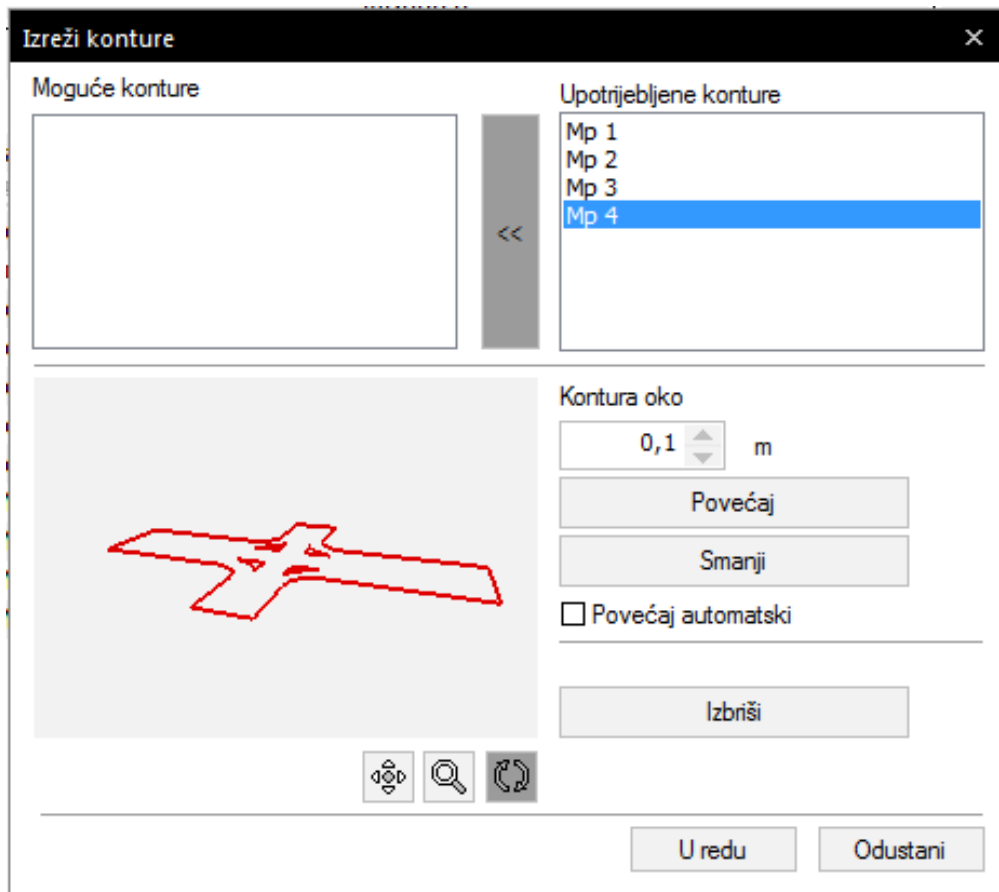 Izreži konture
Moguće konture
Upotrijebljene konture
Mp 1
Mp 2
Mp 3
Mp 4
<<
Kontura oko
0,1 m
Povećaj
Smanji
Povećaj automatski
Izbriši
U redu
Odustani